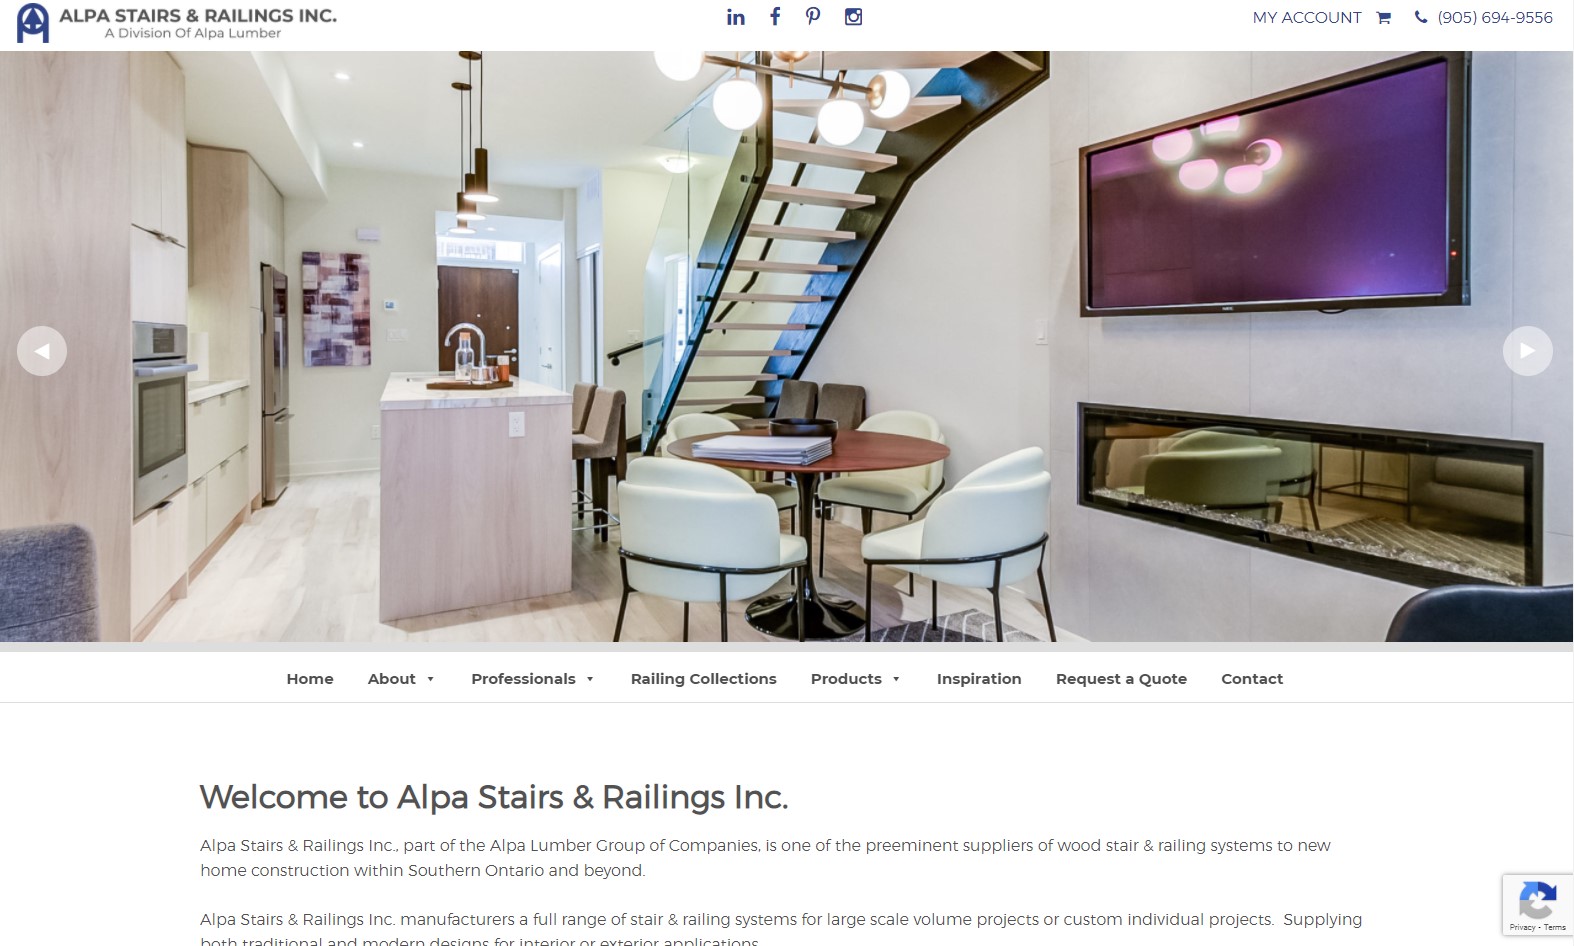 ALPA STAIRS & RAILINGS INC.
A Division Of Alpa Lumber
MY ACCOUNT
(905) 694-9556
Home
About
Professionals
Railing Collections
Products
Inspiration
Request a Quote
Contact
Welcome to Alpa Stairs & Railings Inc.
Alpa Stairs & Railings Inc., part of the Alpa Lumber Group of Companies, is one of the preeminent suppliers of wood stair & railing systems to new
home construction within Southern Ontario and beyond.
Alpa Stairs & Railings Inc. manufacturers a full range of stair & railing systems for large scale volume projects or custom individual projects. Supplying
both traditional and modern designs for interior or exterior applications.
Privacy - Terms